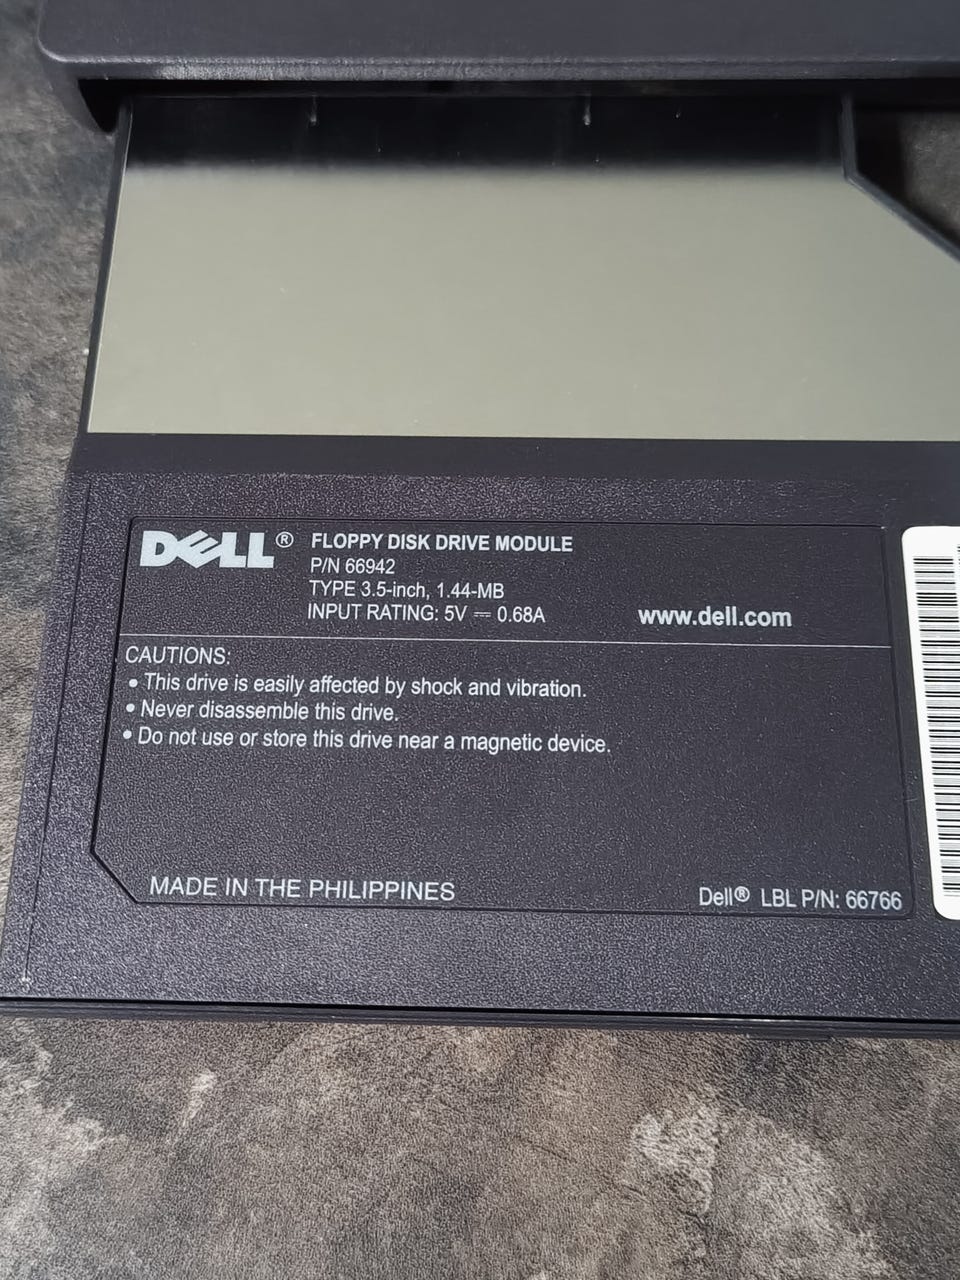 DELL® FLOPPY DISK DRIVE MODULE
P/N 66942
TYPE 3.5-inch, 1.44-MB
INPUT RATING: 5V ⎓ 0.68A www.dell.com
CAUTIONS:
• This drive is easily affected by shock and vibration.
• Never disassemble this drive.
• Do not use or store this drive near a magnetic device.
MADE IN THE PHILIPPINES Dell® LBL P/N: 66766